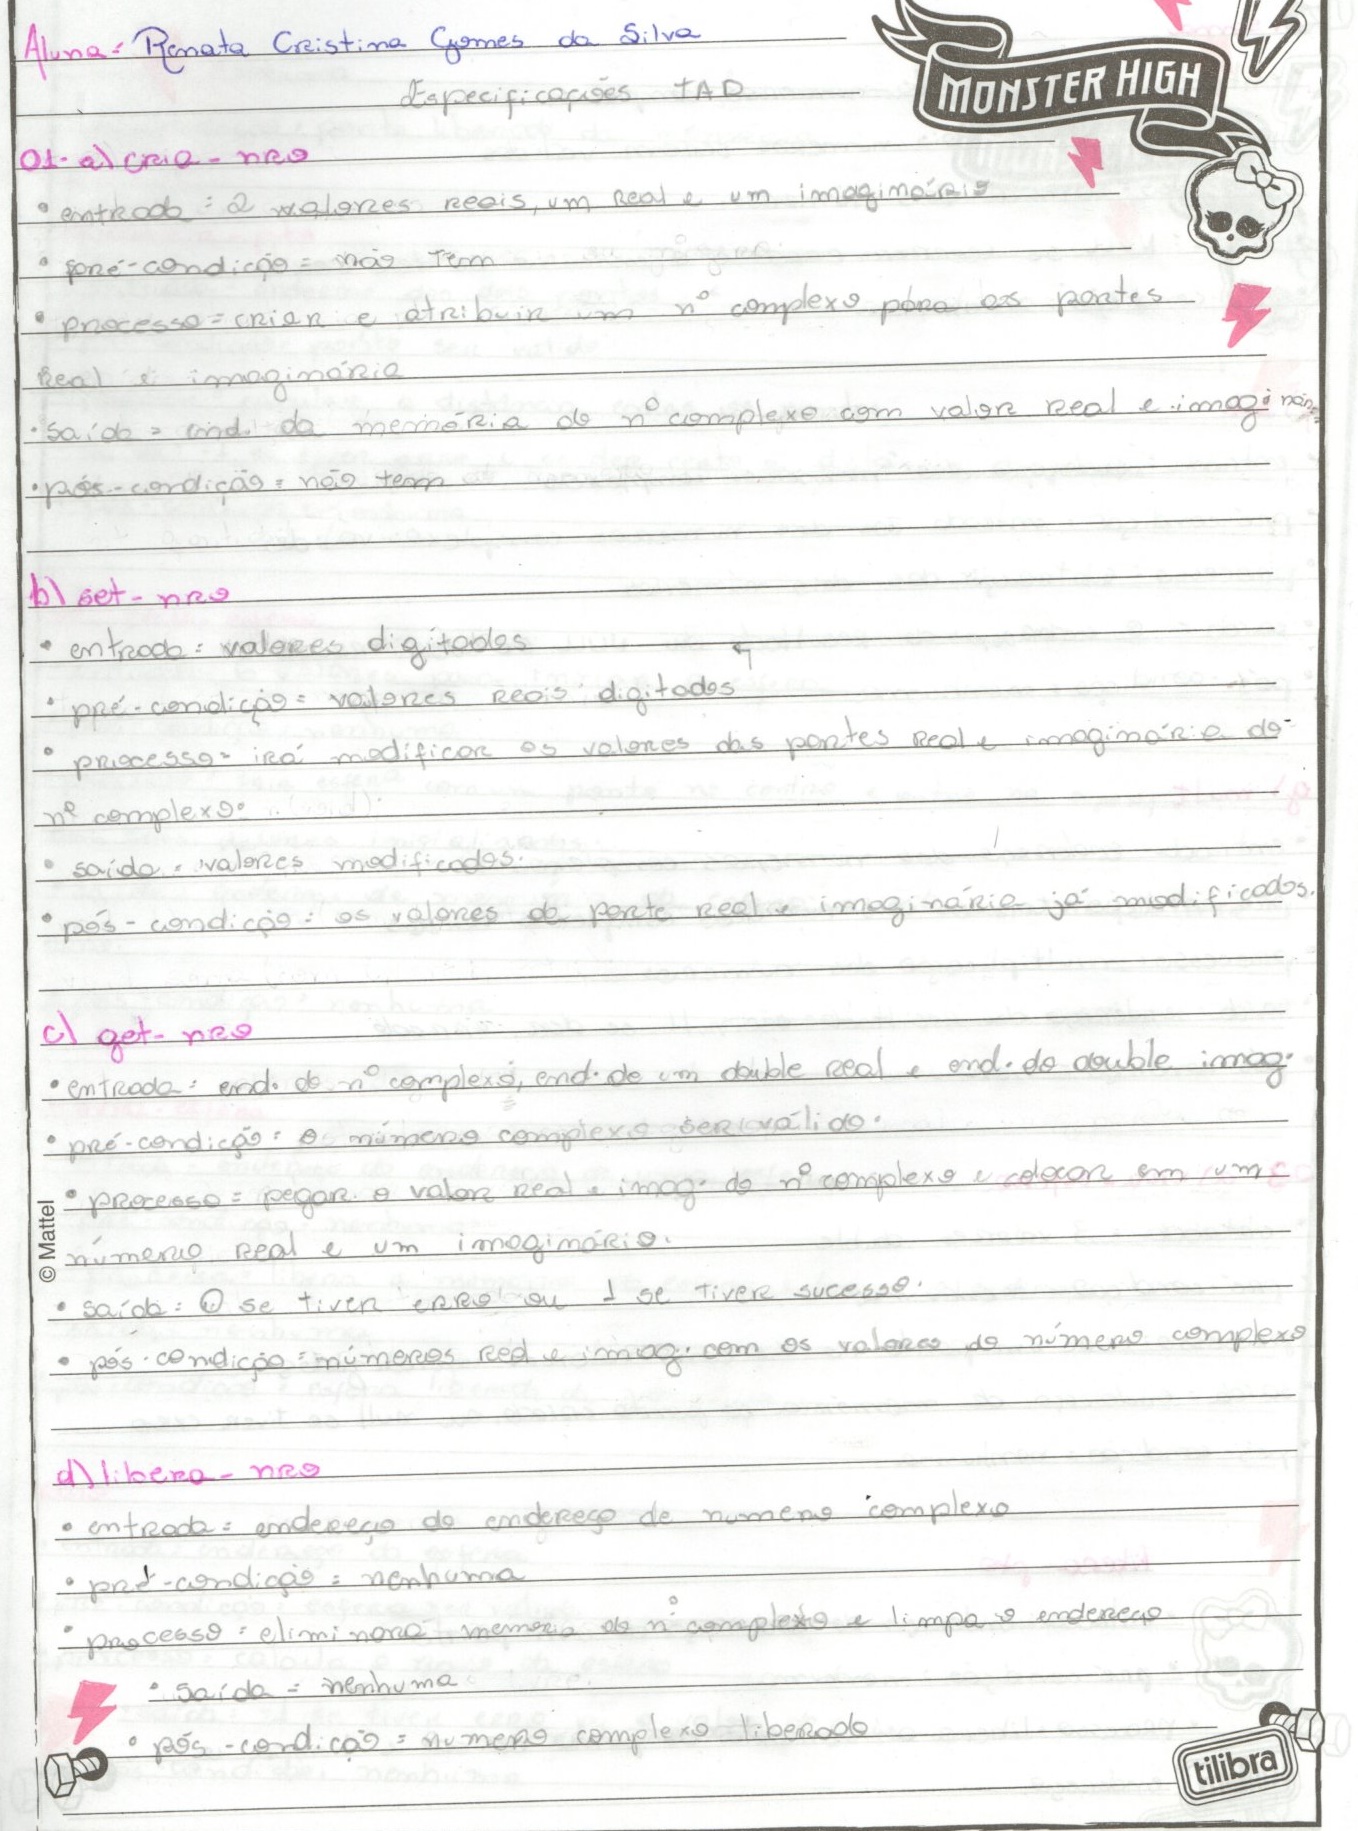 Aluna: Renata Cristina Gomes da Silva
MONSTER HIGH
Especificações TAD
01- a) cria - nro
• entrada: 2 valores reais, um real e um imaginário
• pré-condição = não tem
• processo = criar e atribuir um nº complexo para as partes
real e imaginária
• saída = end. da memória do nº complexo com valor real e imaginário
• pós-condição = não tem
b) set - nro
• entrada: valores digitados
• pré-condição = valores reais digitados
• processo = irá modificar os valores das partes real e imaginária do
nº complexo.
• saída = valores modificados.
• pós-condição = os valores da parte real e imaginária já modificados.
c) get- nro
• entrada: end. do nº complexo, end. de um double real e end. do double imag.
• pré-condição: o número complexo ser válido.
• processo = pegar o valor real e imag. do nº complexo e colocar em um
número real e um imaginário.
• saída: 0 se tiver erro ou 1 se tiver sucesso.
• pós-condição = números real e imag. com os valores do número complexo
d) libera - nro
• entrada = endereço do endereço de numero complexo
• pré-condição = nenhuma
• processo = eliminará memoria do nº complexo e limpa o endereço
• saída = nenhuma
• pós-condição = numero complexo liberado
© Mattel
tilibra